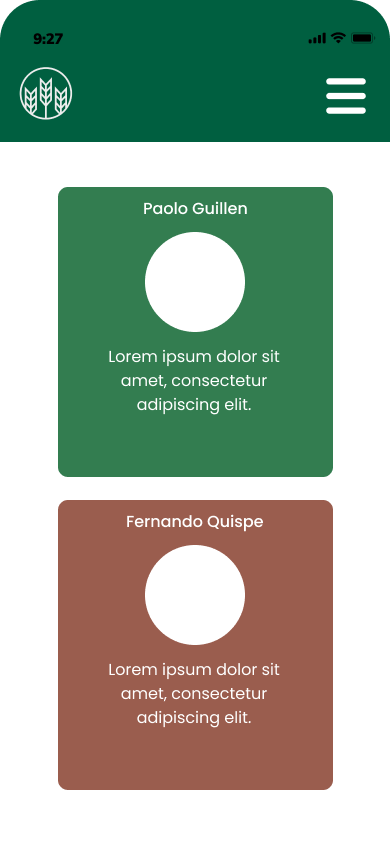 9:27
Paolo Guillen
Lorem ipsum dolor sit
amet, consectetur
adipiscing elit.
Fernando Quispe
Lorem ipsum dolor sit
amet, consectetur
adipiscing elit.